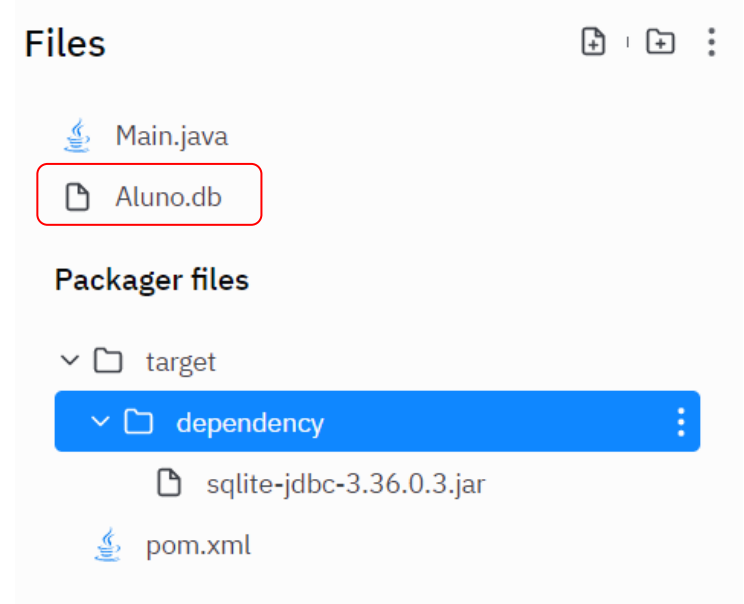 Files
Main.java
Aluno.db
Packager files
target
dependency
sqlite-jdbc-3.36.0.3.jar
pom.xml